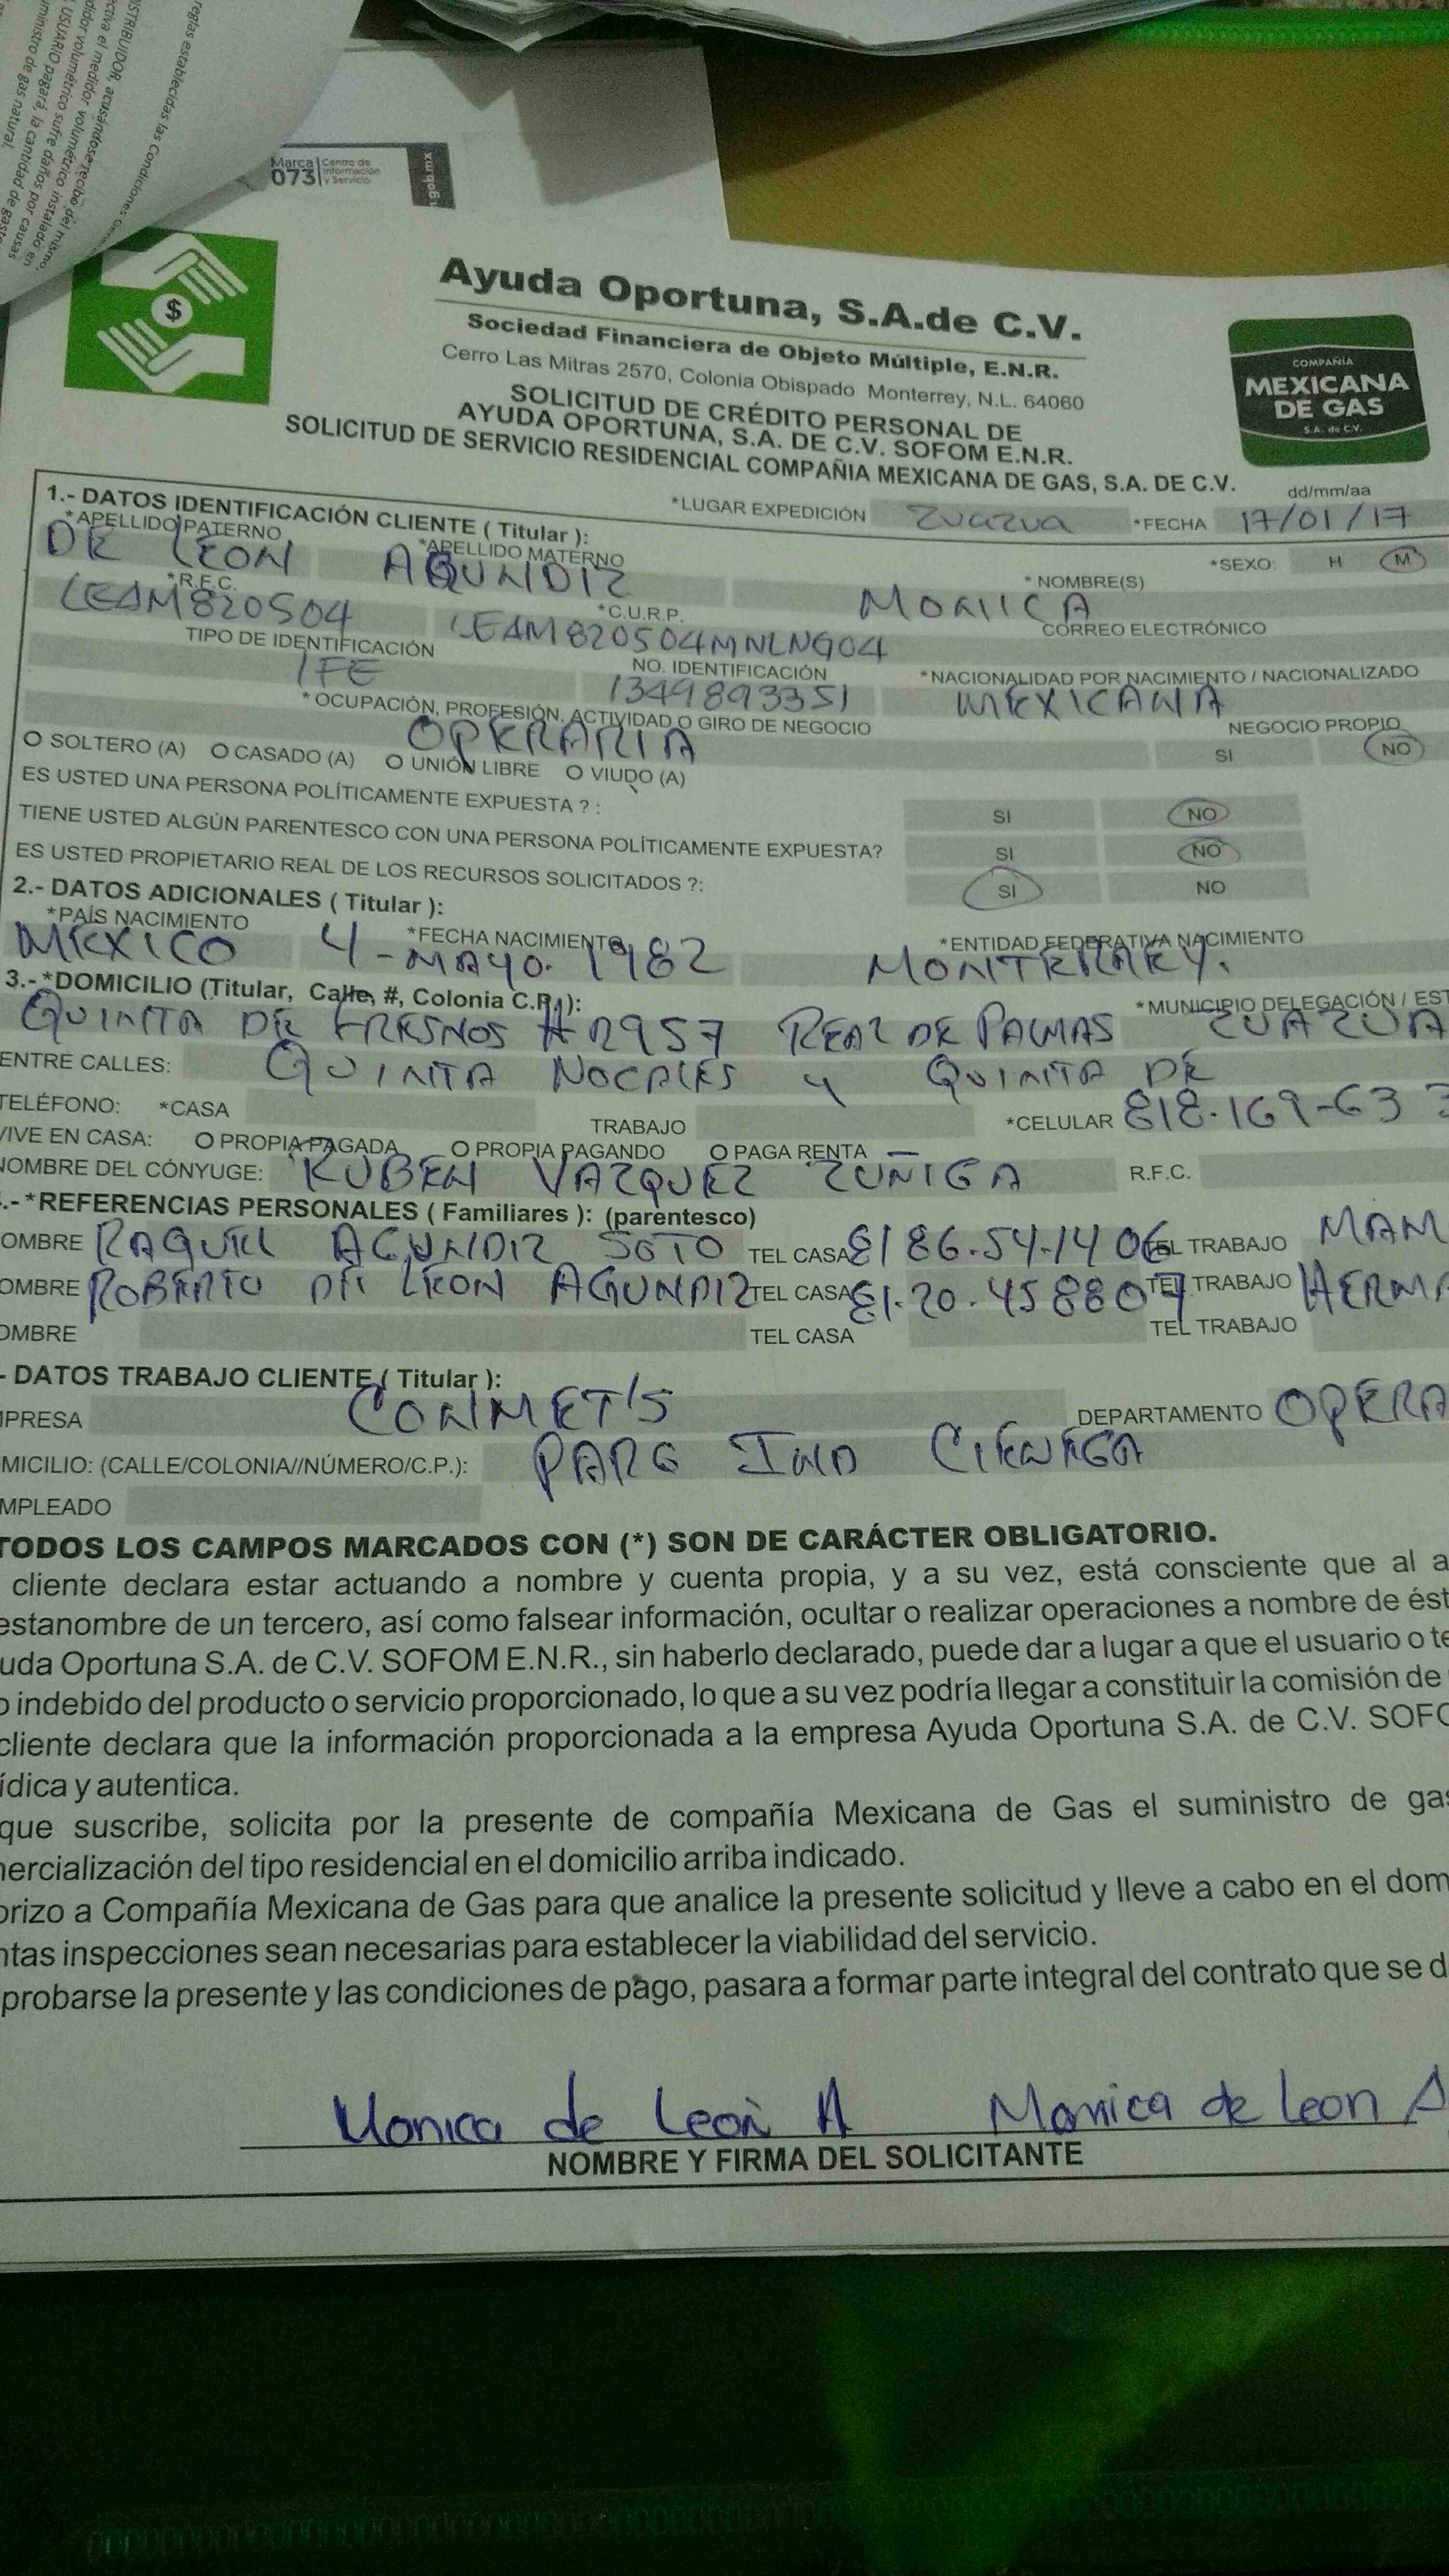 reglas establecidas las Condiciones
STRIBUIDOR, acusándose recibo del mismo,
ctiva el medidor volumétrico instalado, en
didor volumétrico sufre daños por causas
USUARIO pagará, la cantidad de gasto
uministro de gas natural.
Marca 073 Centro de Información y Servicio
gob.mx
$
Ayuda Oportuna, S.A.de C.V.
Sociedad Financiera de Objeto Múltiple, E.N.R.
Cerro Las Mitras 2570, Colonia Obispado Monterrey, N.L. 64060
SOLICITUD DE CRÉDITO PERSONAL DE
AYUDA OPORTUNA, S.A. DE C.V. SOFOM E.N.R.
SOLICITUD DE SERVICIO RESIDENCIAL COMPAÑIA MEXICANA DE GAS, S.A. DE C.V.
COMPAÑÍA
MEXICANA
DE GAS
S.A. de C.V.
dd/mm/aa
1.- DATOS IDENTIFICACIÓN CLIENTE ( Titular ): *LUGAR EXPEDICIÓN ZUAZUA *FECHA 17/01/17
*APELLIDO PATERNO *APELLIDO MATERNO *NOMBRE(S) *SEXO: H M
DE LEON AGUNDIZ MONICA
*R.F.C. *C.U.R.P. CORREO ELECTRÓNICO
LEAM820504 LEAM820504MNLNG04
TIPO DE IDENTIFICACIÓN NO. IDENTIFICACIÓN *NACIONALIDAD POR NACIMIENTO / NACIONALIZADO
IFE 1349893351 MEXICANA
* OCUPACIÓN, PROFESIÓN, ACTIVIDAD O GIRO DE NEGOCIO NEGOCIO PROPIO
OPERARIA SI NO
O SOLTERO (A) O CASADO (A) O UNIÓN LIBRE O VIUDO (A)
ES USTED UNA PERSONA POLÍTICAMENTE EXPUESTA ? : SI NO
TIENE USTED ALGÚN PARENTESCO CON UNA PERSONA POLÍTICAMENTE EXPUESTA? SI NO
ES USTED PROPIETARIO REAL DE LOS RECURSOS SOLICITADOS ?: SI NO
2.- DATOS ADICIONALES ( Titular ):
*PAÍS NACIMIENTO *FECHA NACIMIENTO *ENTIDAD FEDERATIVA NACIMIENTO
MEXICO 4-MAYO-1982 MONTERREY.
3.-*DOMICILIO (Titular, Calle, #, Colonia C.P.): *MUNICIPIO DELEGACIÓN / EST
QUINTA DE FRESNOS #2957 REAL DE PALMAS ZUAZUA
ENTRE CALLES: QUINTA NOGALES y QUINTA DE
TELÉFONO: *CASA TRABAJO *CELULAR 818-169-63 3
VIVE EN CASA: O PROPIA PAGADA O PROPIA PAGANDO O PAGA RENTA
NOMBRE DEL CÓNYUGE: RUBEN VAZQUEZ ZUÑIGA R.F.C.
.-*REFERENCIAS PERSONALES ( Familiares ): (parentesco)
OMBRE RAQUEL AGUNDIZ SOTO TEL CASA 8186.54.1406 TEL TRABAJO MAM
OMBRE ROBERTO DE LEON AGUNDIZ TEL CASA 81.20.458807 TEL TRABAJO HERMA
OMBRE TEL CASA TEL TRABAJO
- DATOS TRABAJO CLIENTE ( Titular ):
MPRESA CONMET'S DEPARTAMENTO OPERA
MICILIO: (CALLE/COLONIA//NÚMERO/C.P.): PARQ IND CIENEGA
MPLEADO
TODOS LOS CAMPOS MARCADOS CON (*) SON DE CARÁCTER OBLIGATORIO.
cliente declara estar actuando a nombre y cuenta propia, y a su vez, está consciente que al a
estanombre de un tercero, así como falsear información, ocultar o realizar operaciones a nombre de ést
uda Oportuna S.A. de C.V. SOFOM E.N.R., sin haberlo declarado, puede dar a lugar a que el usuario o te
o indebido del producto o servicio proporcionado, lo que a su vez podría llegar a constituir la comisión de
cliente declara que la información proporcionada a la empresa Ayuda Oportuna S.A. de C.V. SOFO
ídica y autentica.
que suscribe, solicita por la presente de compañía Mexicana de Gas el suministro de gas
mercialización del tipo residencial en el domicilio arriba indicado.
orizo a Compañía Mexicana de Gas para que analice la presente solicitud y lleve a cabo en el dom
ntas inspecciones sean necesarias para establecer la viabilidad del servicio.
probarse la presente y las condiciones de pago, pasara a formar parte integral del contrato que se d
Monica de Leon A Monica de Leon A
NOMBRE Y FIRMA DEL SOLICITANTE